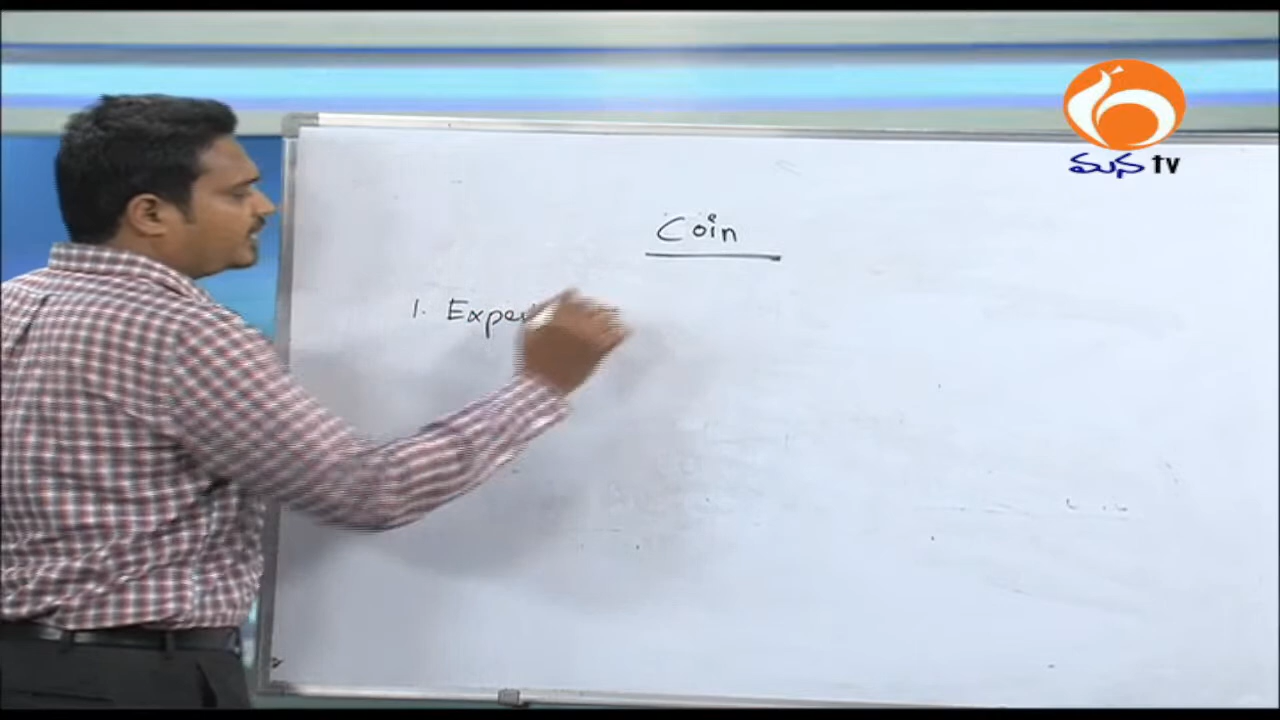 మన tv
Coin
1. Exper